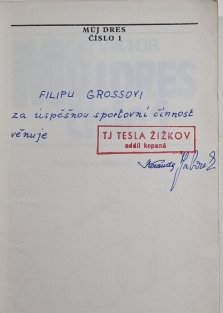 MŮJ DRES
ČÍSLO 1
FILIPU GROSSOVI
za úspěšnou sportovní činnost
věnuje
TJ TESLA ŽIŽKOV
oddíl kopaná